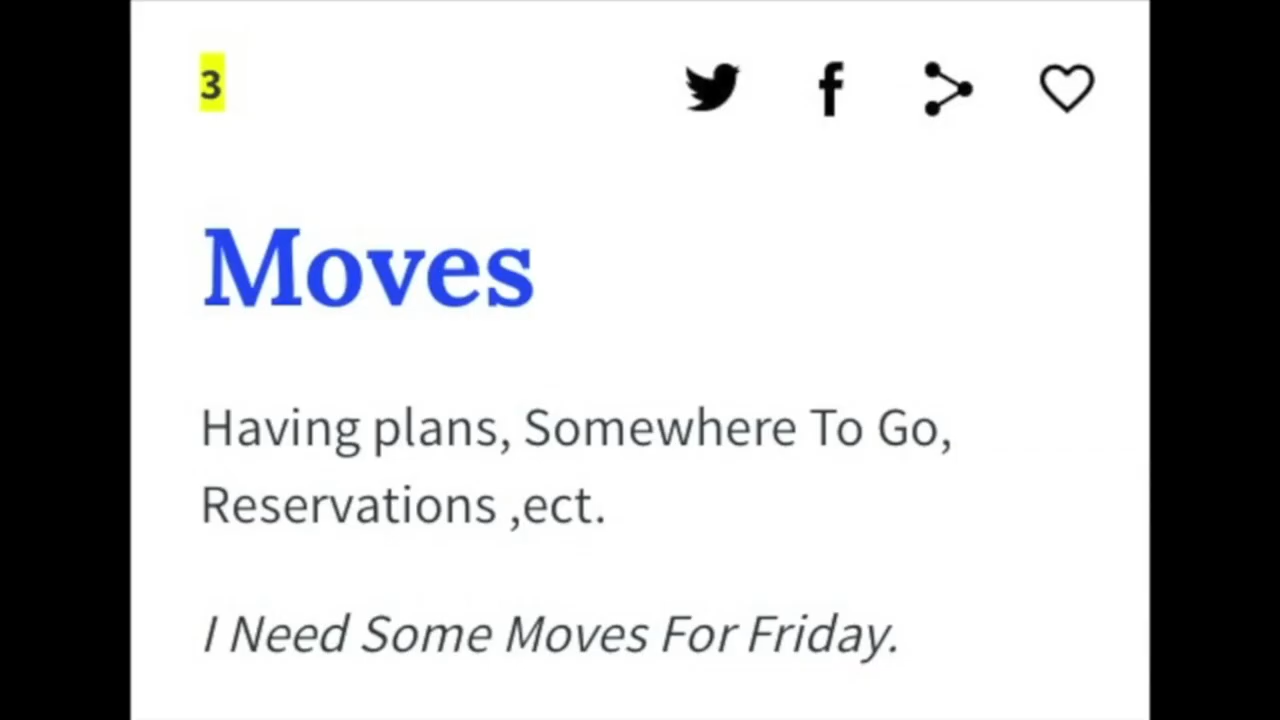 3
Moves
Having plans, Somewhere To Go,
Reservations ,ect.
I Need Some Moves For Friday.